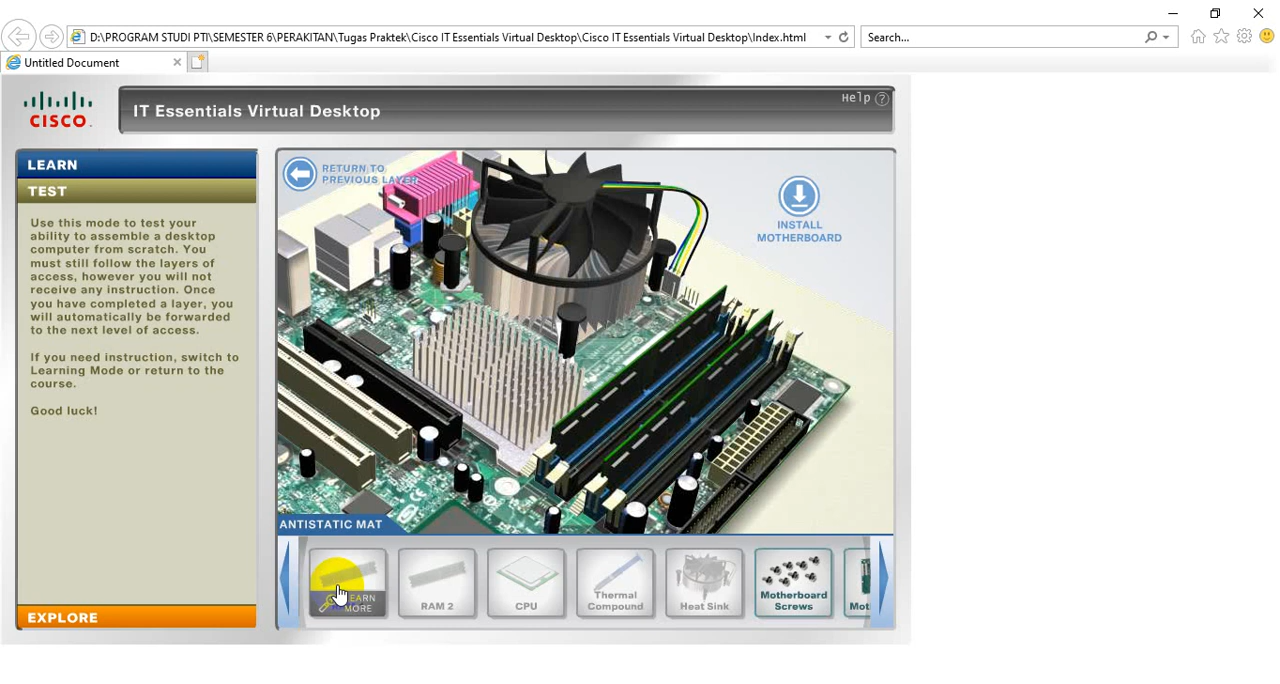 D:\PROGRAM STUDI PTI\SEMESTER 6\PERAKITAN\Tugas Praktek\Cisco IT Essentials Virtual Desktop\Cisco IT Essentials Virtual Desktop\Index.html
Search...
Untitled Document
CISCO
IT Essentials Virtual Desktop
Help ?
LEARN
TEST
Use this mode to test your
ability to assemble a desktop
computer from scratch. You
must still follow the layers of
access, however you will not
receive any instruction. Once
you have completed a layer, you
will automatically be forwarded
to the next level of access.
If you need instruction, switch to
Learning Mode or return to the
course.
Good luck!
EXPLORE
RETURN TO
PREVIOUS LAYER
INSTALL
MOTHERBOARD
ANTISTATIC MAT
LEARN
MORE
RAM 2
CPU
Thermal
Compound
Heat Sink
Motherboard
Screws
Mot